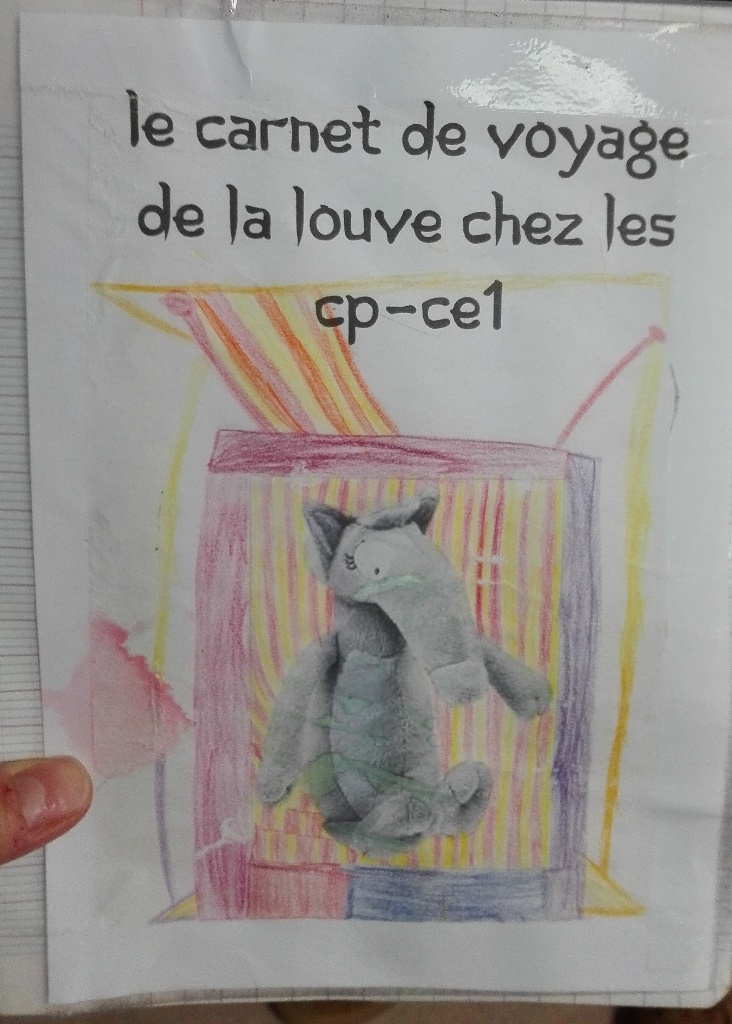 le carnet de voyage
de la louve chez les
cp-ce1